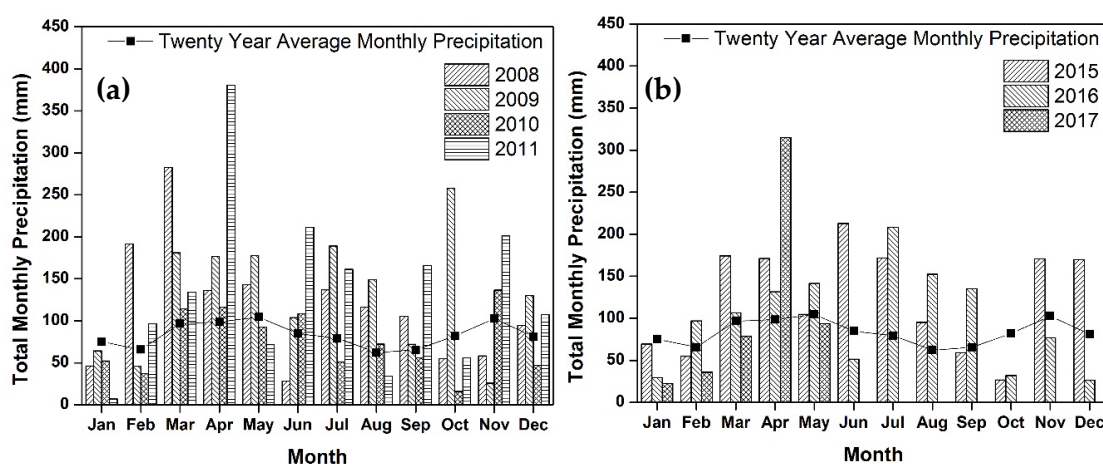 Total Monthly Precipitation (mm)
450
400
350
300
250
200
150
100
50
0
(a)
Twenty Year Average Monthly Precipitation
2008
2009
2010
2011
Jan Feb Mar Apr May Jun Jul Aug Sep Oct Nov Dec
Month
Total Monthly Precipitation (mm)
450
400
350
300
250
200
150
100
50
0
(b)
Twenty Year Average Monthly Precipitation
2015
2016
2017
Jan Feb Mar Apr May Jun Jul Aug Sep Oct Nov Dec
Month